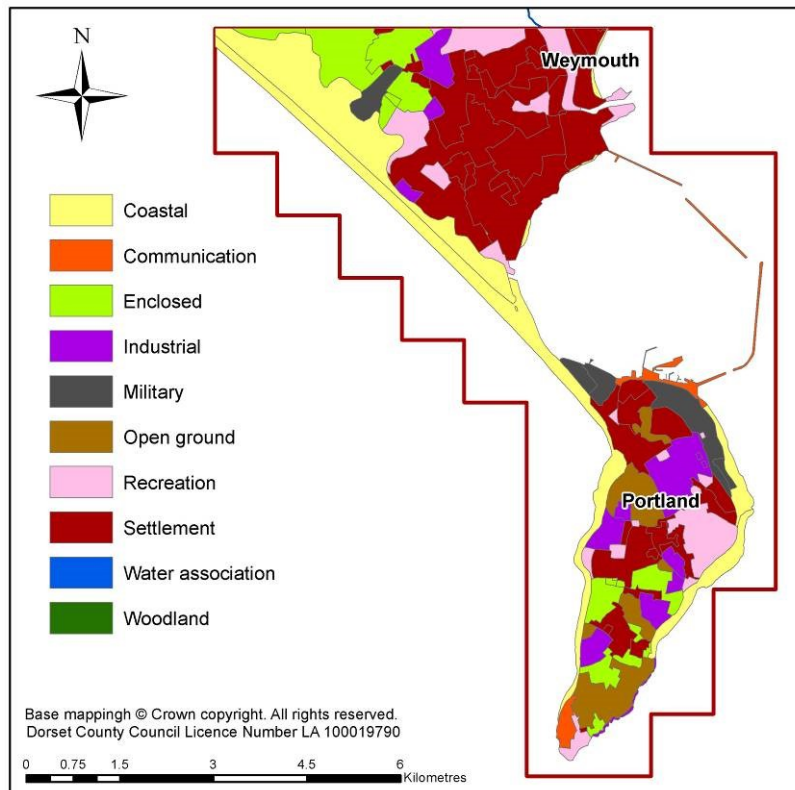 N
Weymouth
Coastal
Communication
Enclosed
Industrial
Military
Open ground
Recreation
Settlement
Water association
Woodland
Portland
Base mappingh © Crown copyright. All rights reserved.
Dorset County Council Licence Number LA 100019790
0 0.75 1.5 3 4.5 6
Kilometres